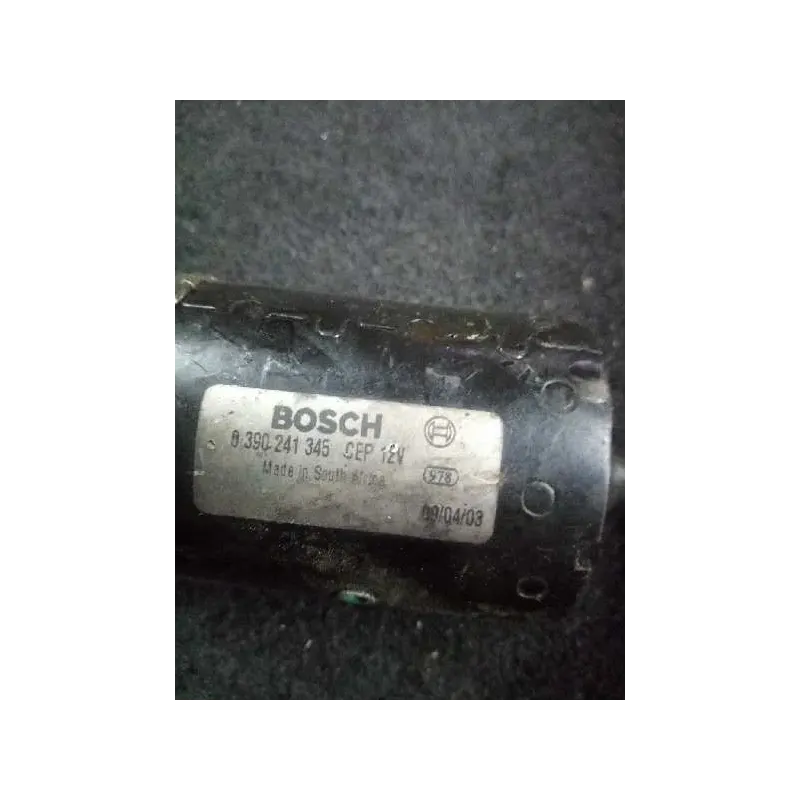 BOSCH
0 390 241 345 CEP 12V
Made in South Africa
978
09/04/03